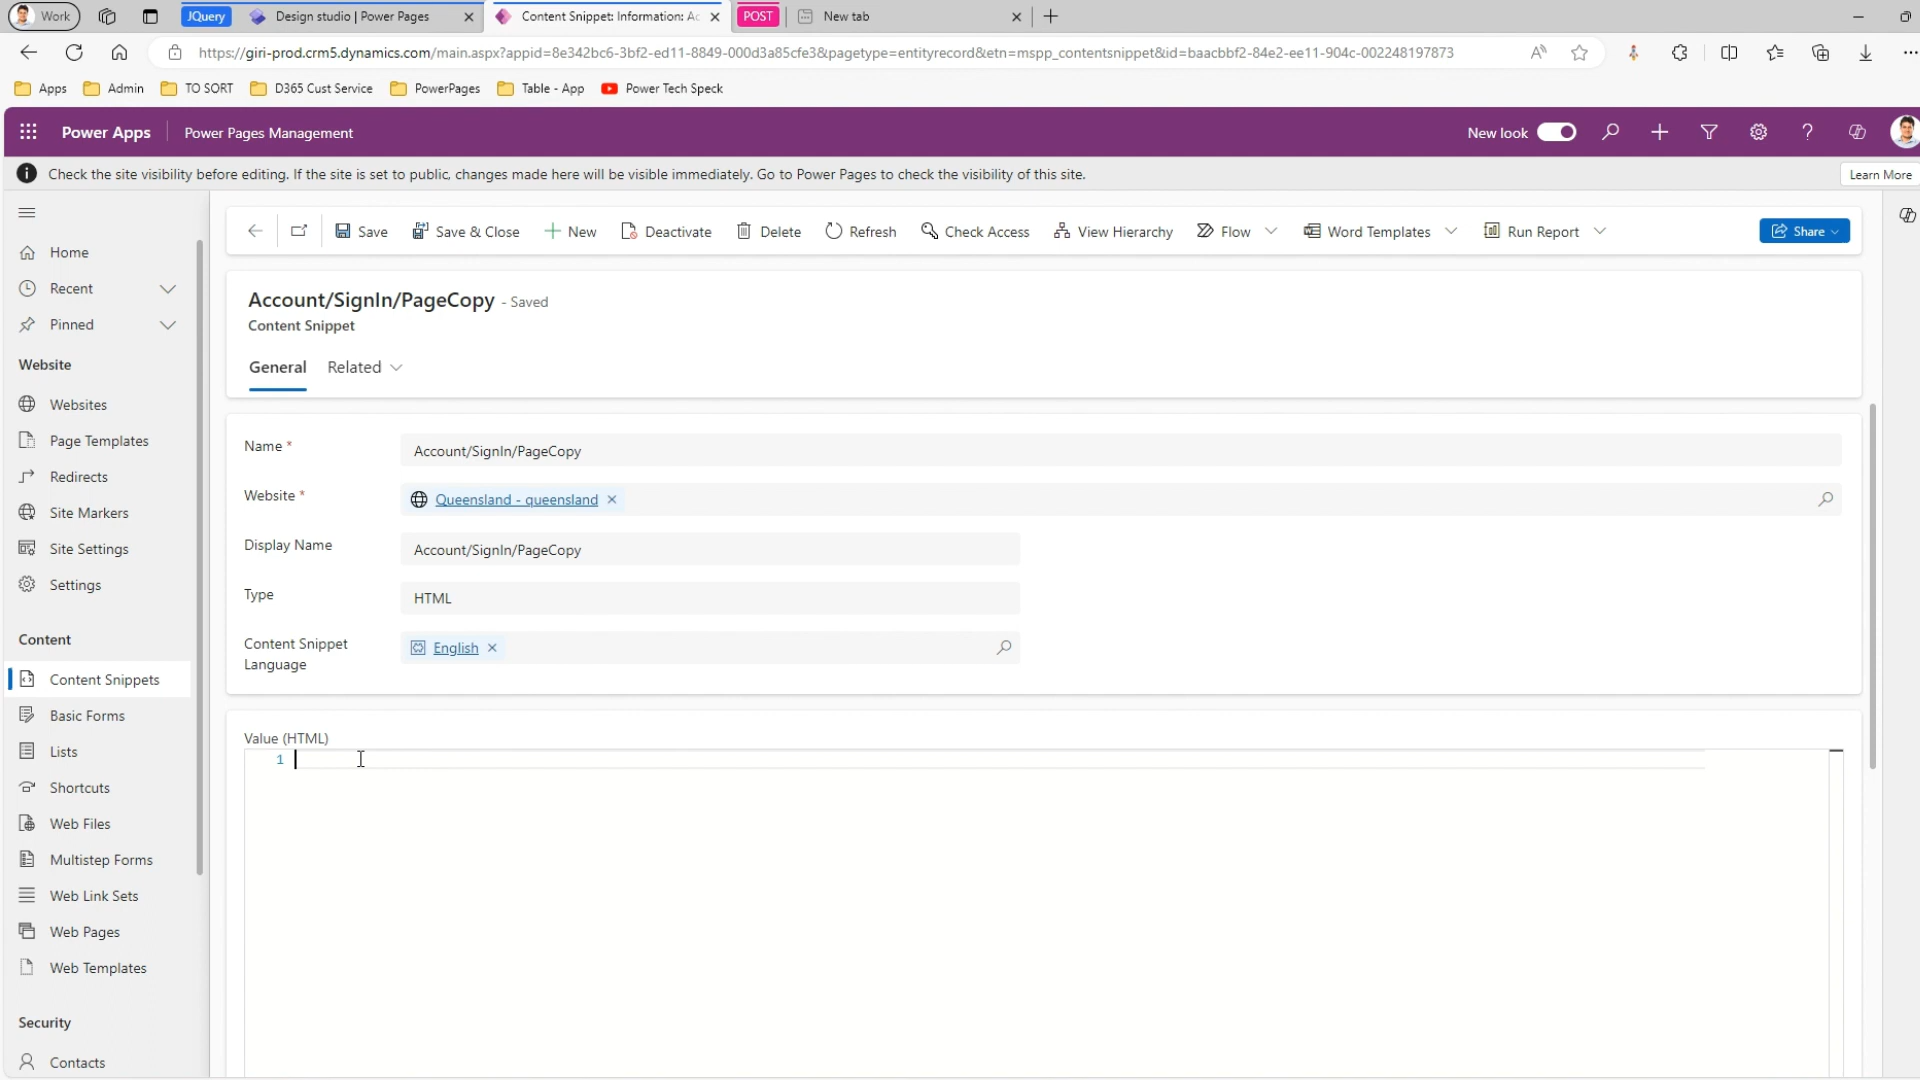 Work
JQuery
Design studio | Power Pages
Content Snippet: Information: Ac
POST
New tab
https://giri-prod.crm5.dynamics.com/main.aspx?appid=8e342bc6-3bf2-ed11-8849-000d3a85cfe3&pagetype=entityrecord&etn=mspp_contentsnippet&id=baacbbf2-84e2-ee11-904c-002248197873
Apps
Admin
TO SORT
D365 Cust Service
PowerPages
Table - App
Power Tech Speck
Power Apps
Power Pages Management
New look
Check the site visibility before editing. If the site is set to public, changes made here will be visible immediately. Go to Power Pages to check the visibility of this site.
Learn More
Save
Save & Close
New
Deactivate
Delete
Refresh
Check Access
View Hierarchy
Flow
Word Templates
Run Report
Share
Home
Recent
Pinned
Website
Websites
Page Templates
Redirects
Site Markers
Site Settings
Settings
Content
Content Snippets
Basic Forms
Lists
Shortcuts
Web Files
Multistep Forms
Web Link Sets
Web Pages
Web Templates
Security
Contacts
Account/SignIn/PageCopy - Saved
Content Snippet
General
Related
Name *
Account/SignIn/PageCopy
Website *
Queensland - queensland
Display Name
Account/SignIn/PageCopy
Type
HTML
Content Snippet
Language
English
Value (HTML)
1